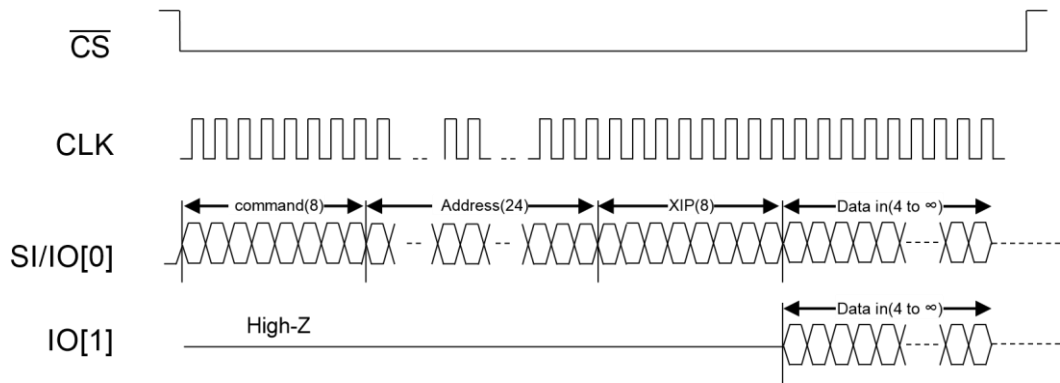 CS
CLK
command(8) Address(24) XIP(8) Data in(4 to ∞)
SI/IO[0]
Data in(4 to ∞)
High-Z
IO[1]